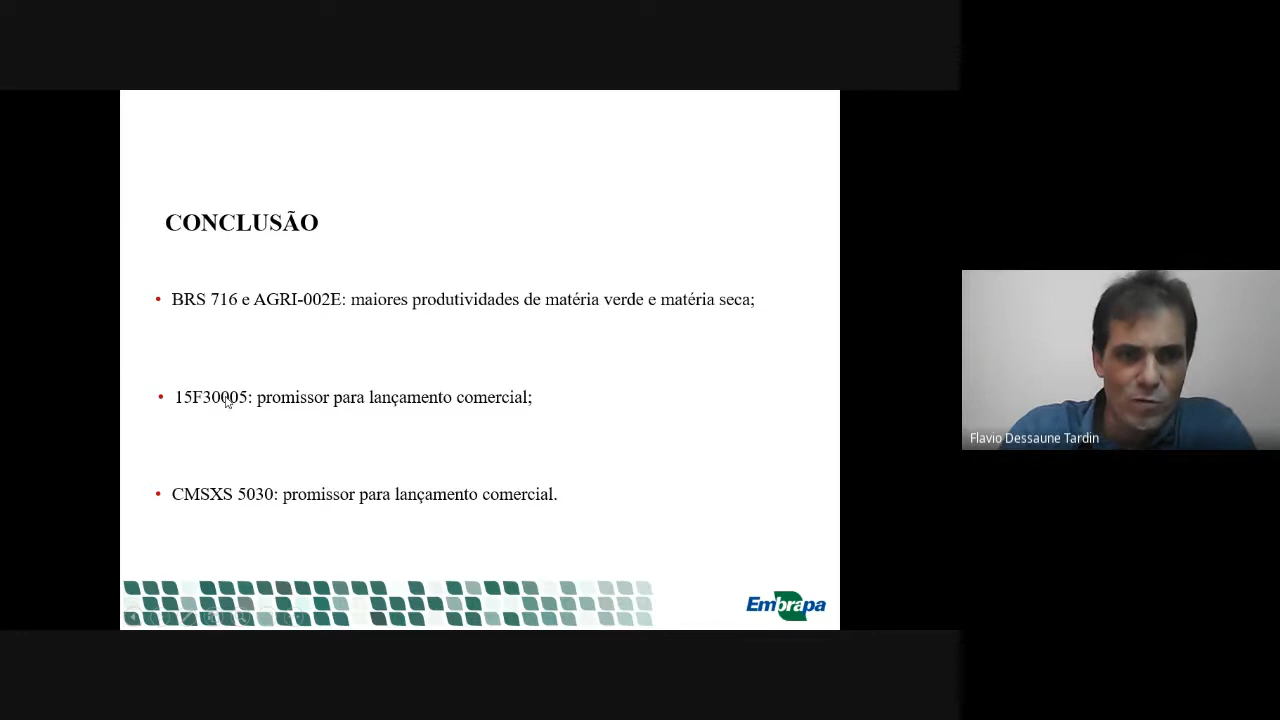 CONCLUSÃO
• BRS 716 e AGRI-002E: maiores produtividades de matéria verde e matéria seca;
• 15F30005: promissor para lançamento comercial;
• CMSXS 5030: promissor para lançamento comercial.
Embrapa
Flavio Dessaune Tardin